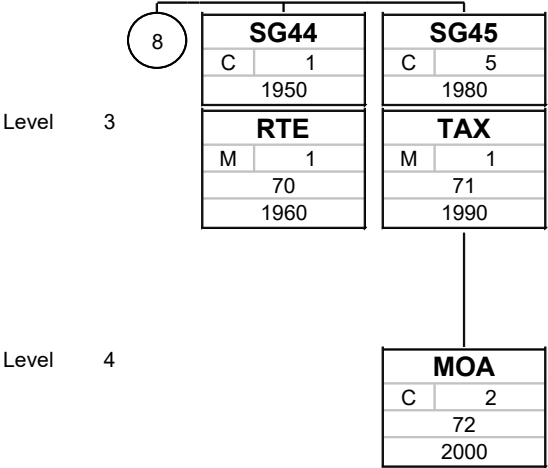 8
SG44
C 1
1950
SG45
C 5
1980
Level 3
RTE
M 1
70
1960
TAX
M 1
71
1990
Level 4
MOA
C 2
72
2000